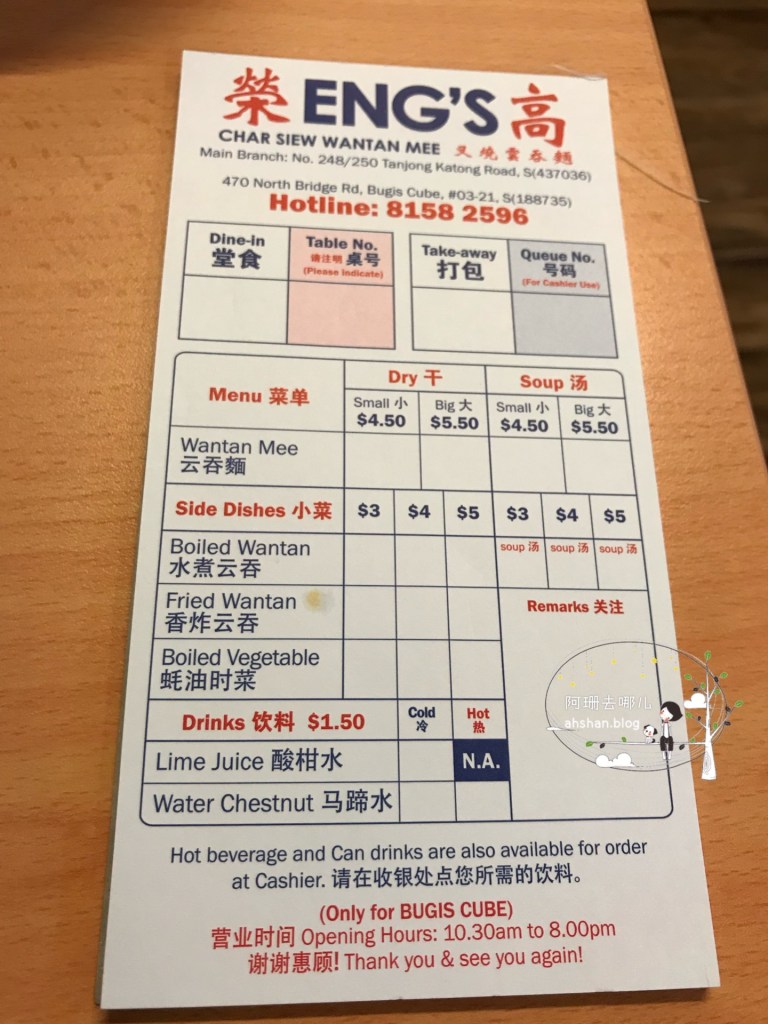 榮 ENG'S 高
CHAR SIEW WANTAN MEE 叉燒雲吞麵
Main Branch: No. 248/250 Tanjong Katong Road, S(437036)
470 North Bridge Rd, Bugis Cube, #03-21, S(188735)
Hotline: 8158 2596
Dine-in
堂食
Table No.
请注明 桌号
(Please Indicate)
Take-away
打包
Queue No.
号码
(For Cashier Use)
Menu 菜单
Dry 干
Soup 汤
Small 小
$4.50
Big 大
$5.50
Small 小
$4.50
Big 大
$5.50
Wantan Mee
云吞麵
Side Dishes 小菜 $3 $4 $5 $3 $4 $5
Boiled Wantan
水煮云吞
soup 汤 soup 汤 soup 汤
Fried Wantan
香炸云吞
Remarks 关注
Boiled Vegetable
蚝油时菜
Drinks 饮料 $1.50
Cold
冷
Hot
热
Lime Juice 酸柑水 N.A.
Water Chestnut 马蹄水
Hot beverage and Can drinks are also available for order
at Cashier. 请在收银处点您所需的饮料。
(Only for BUGIS CUBE)
营业时间 Opening Hours: 10.30am to 8.00pm
谢谢惠顾! Thank you & see you again!
阿珊去哪儿
ahshan.blog